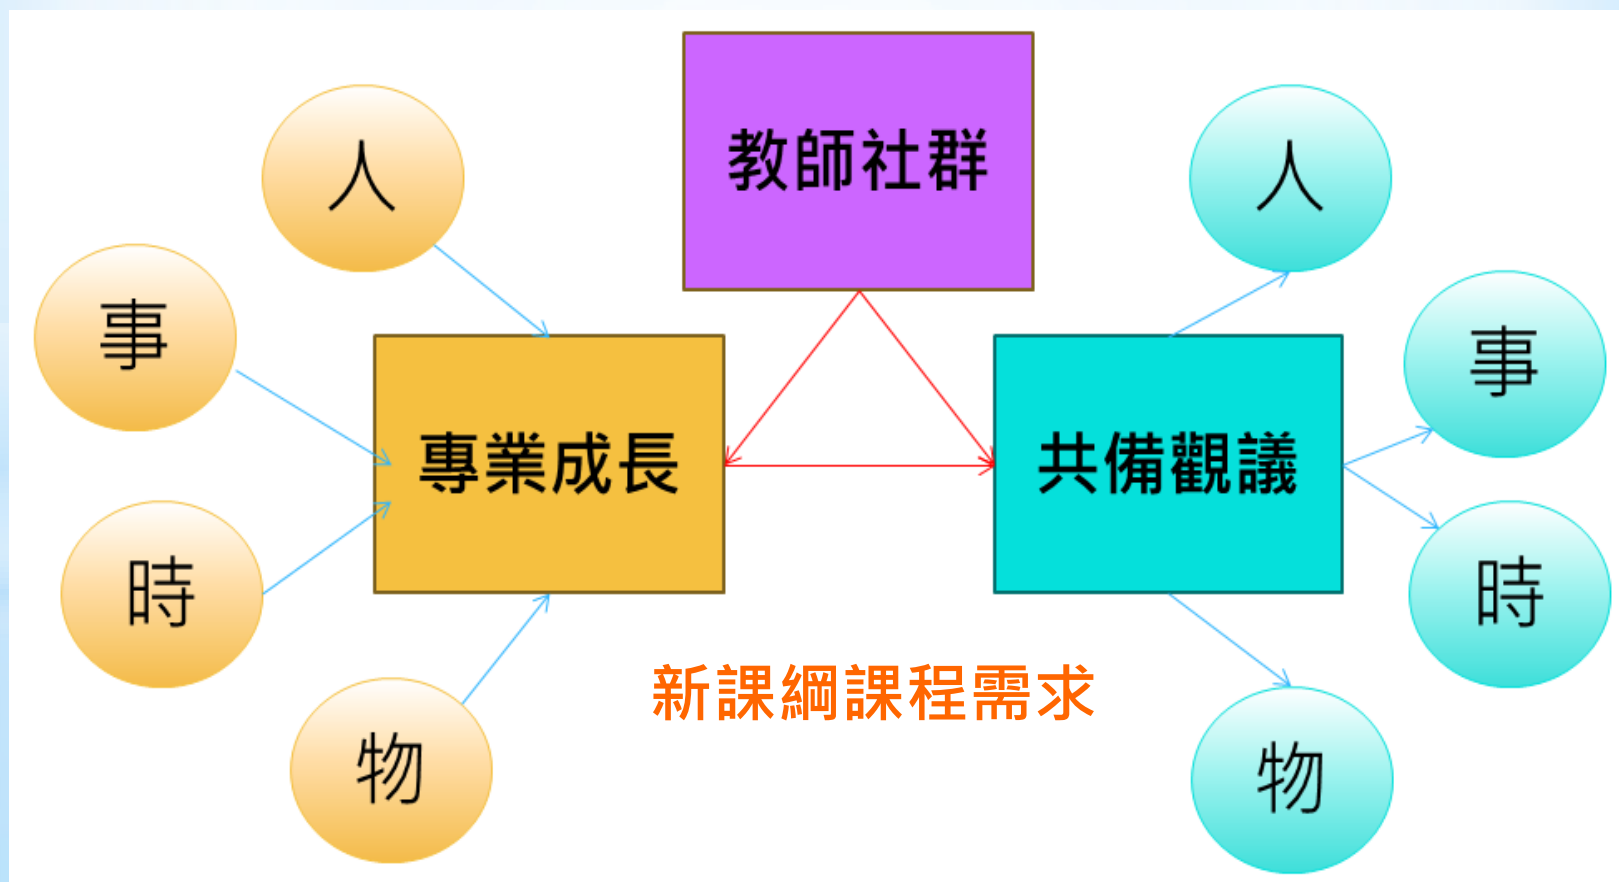 教師社群
人
事
時
物
專業成長
共備觀議
人
事
時
物
新課綱課程需求